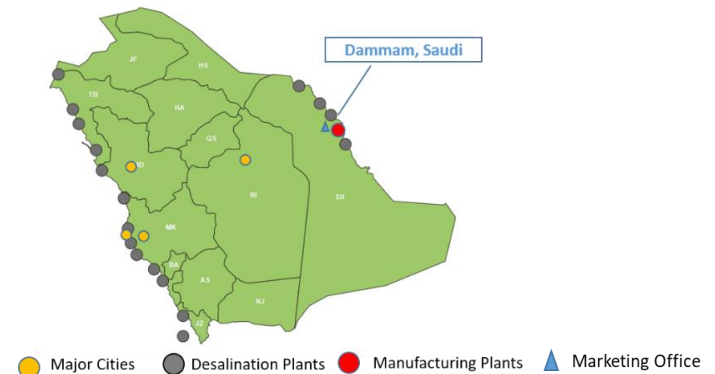 Dammam, Saudi
JF
HS
TB
HA
QS
MD
RI
SH
MK
BA
AS
NJ
JZ
Major Cities
Desalination Plants
Manufacturing Plants
Marketing Office